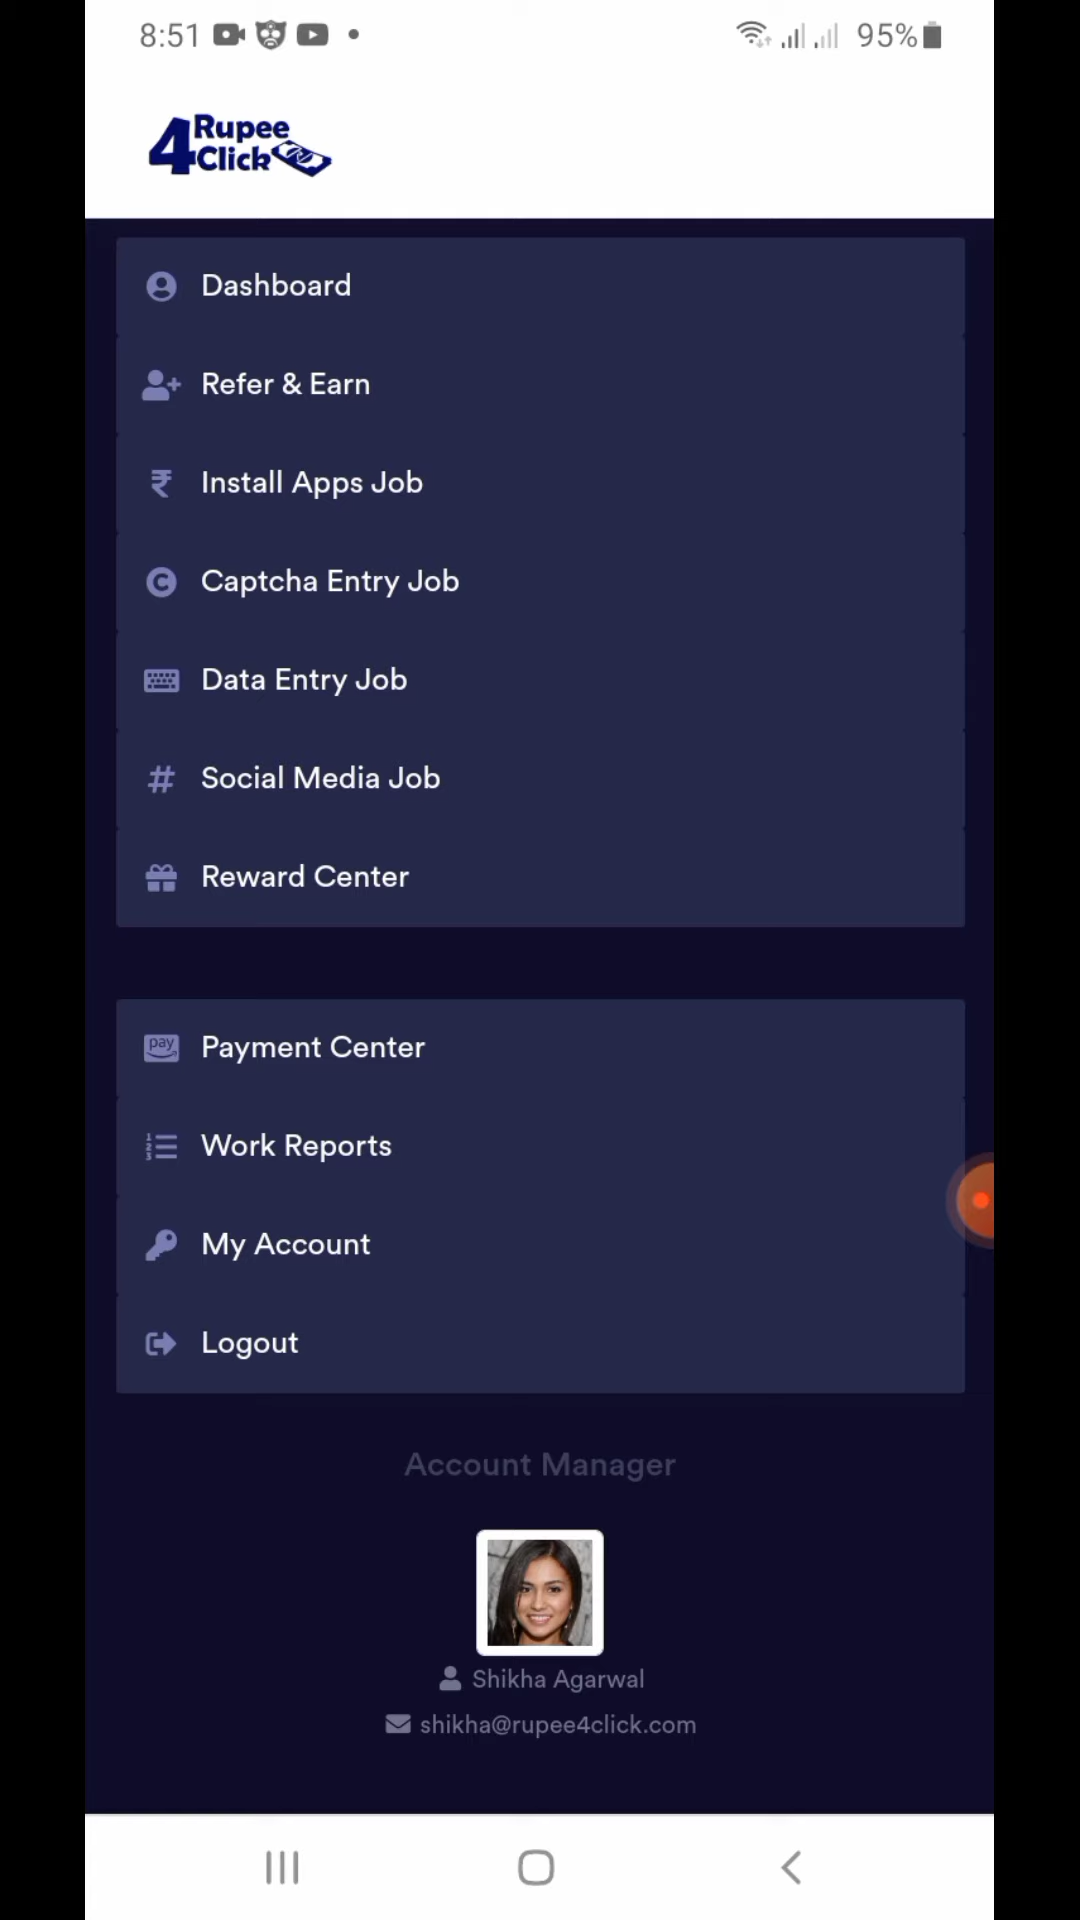 8:51
95%
4 Rupee
Click
Dashboard
Refer & Earn
Install Apps Job
Captcha Entry Job
Data Entry Job
Social Media Job
Reward Center
pay
Payment Center
Work Reports
My Account
Logout
Account Manager
Shikha Agarwal
shikha@rupee4click.com